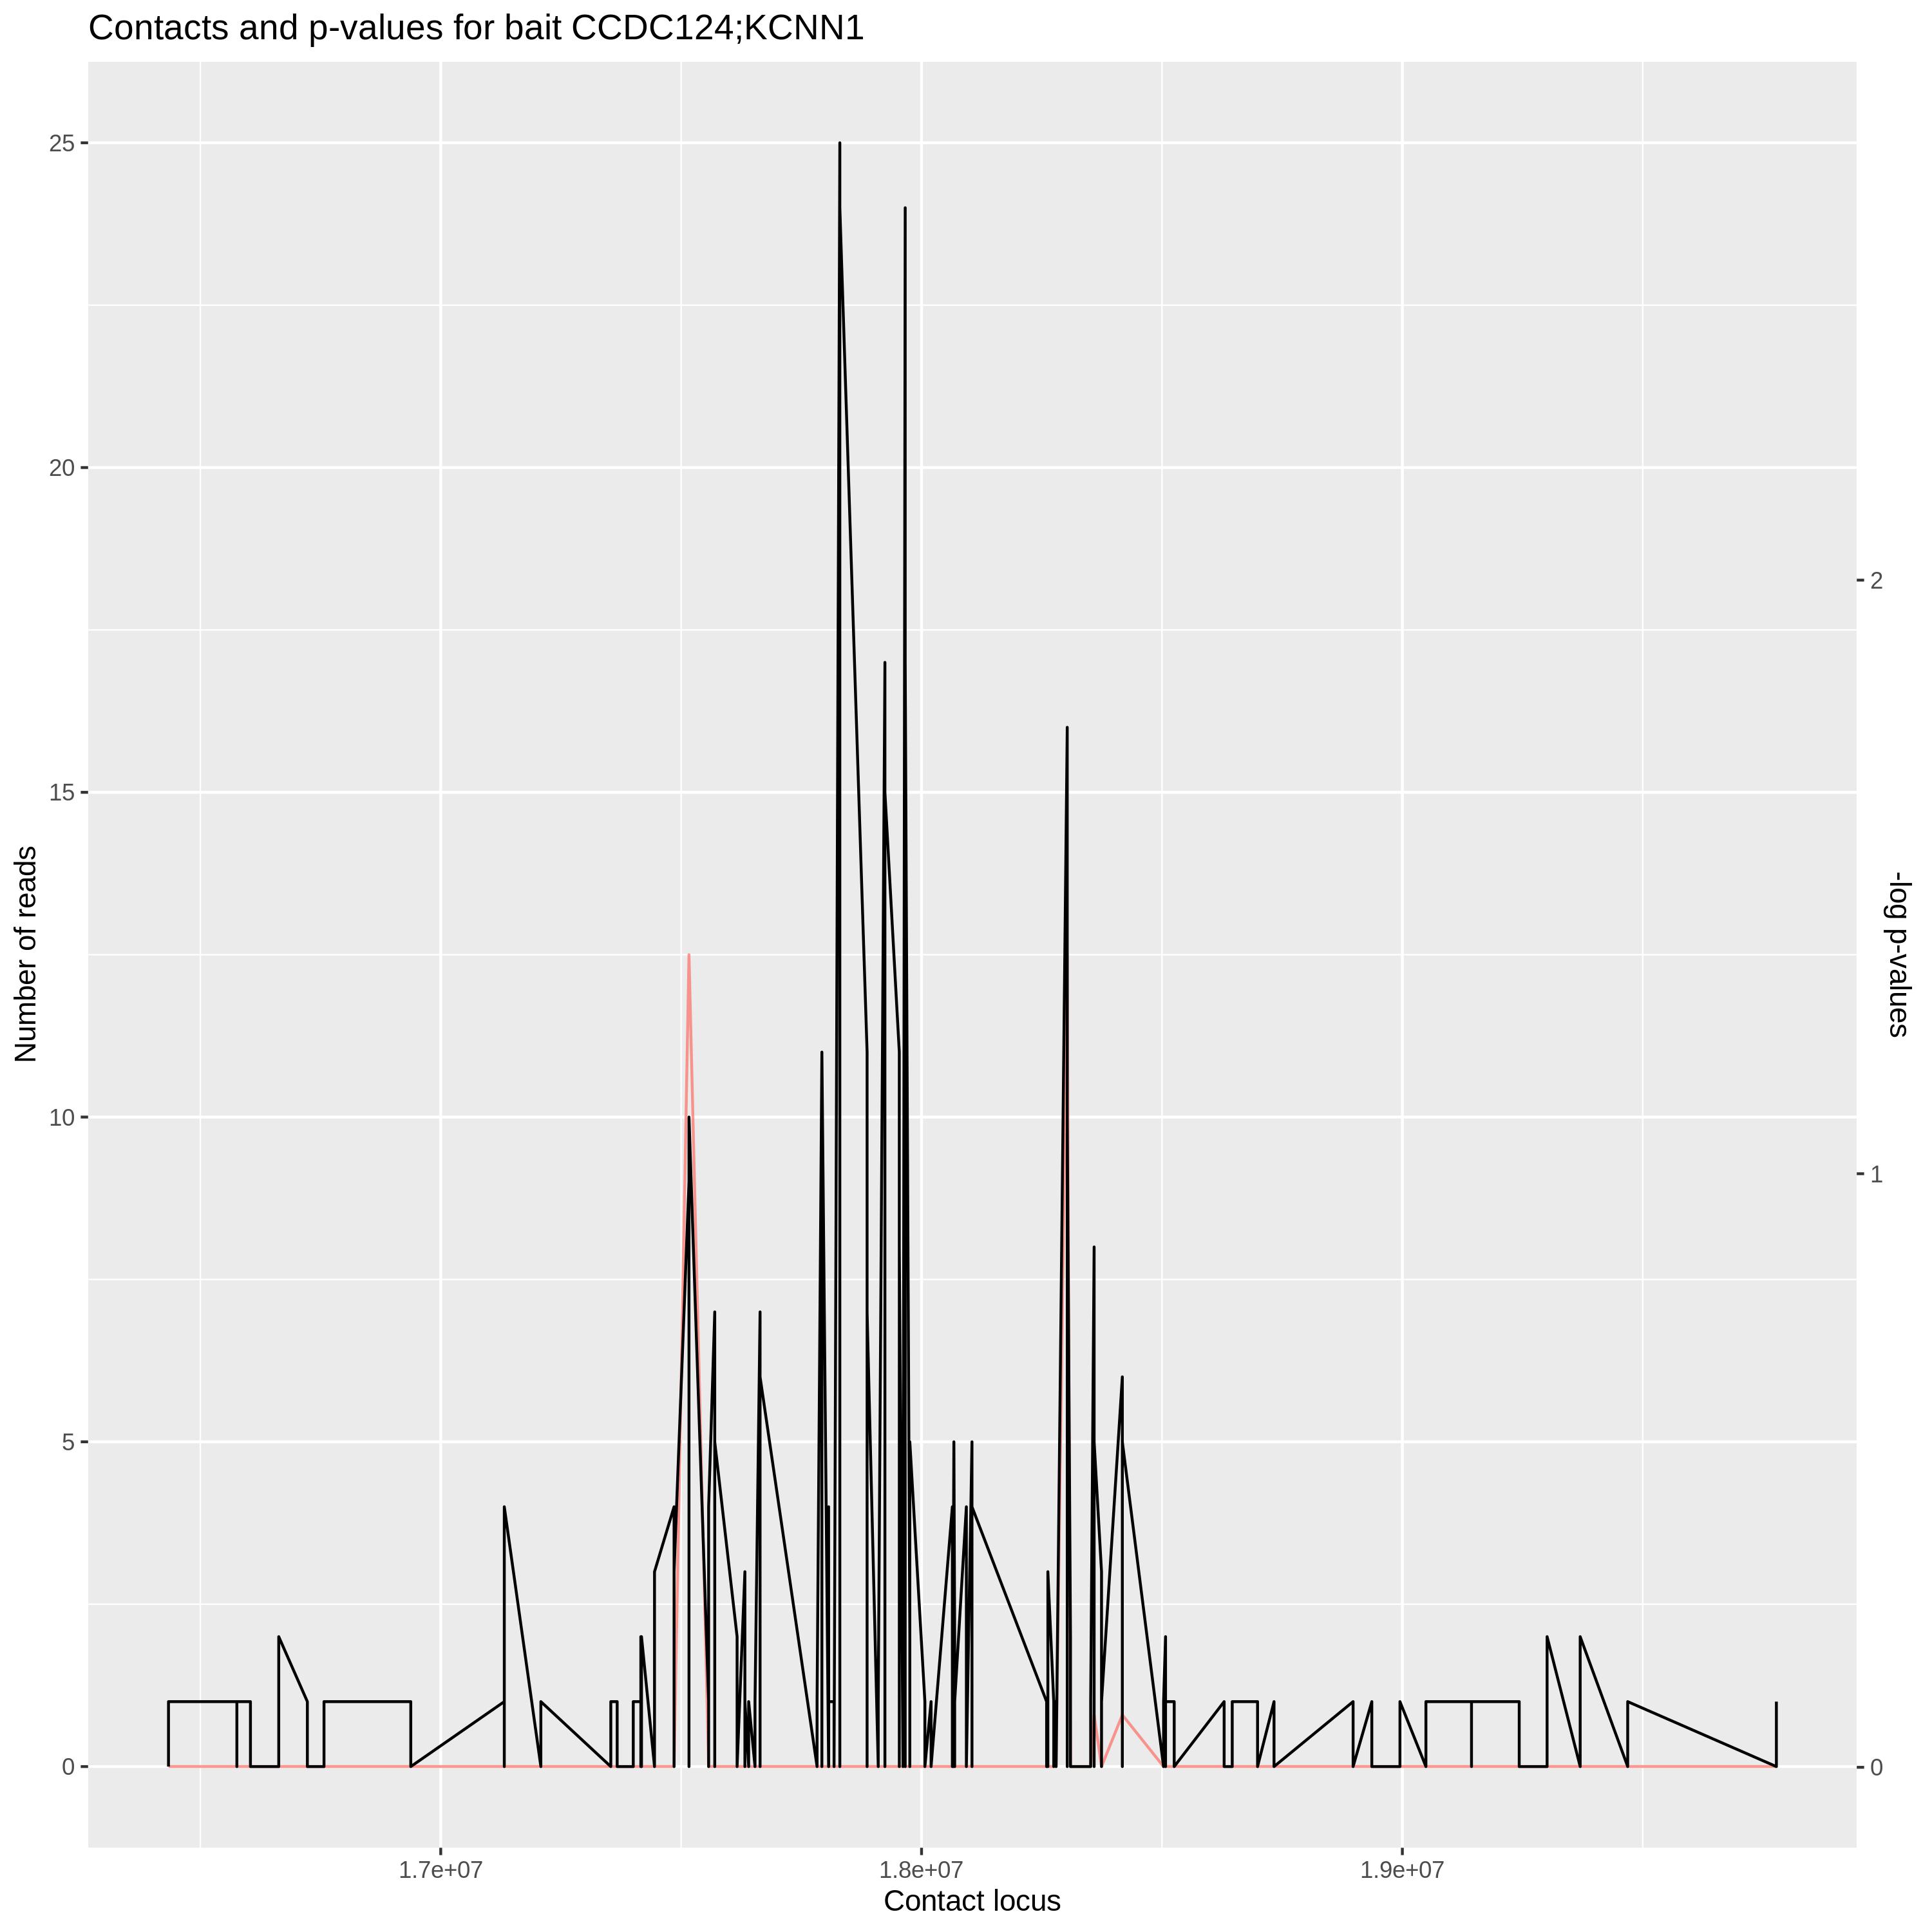 Contacts and p-values for bait CCDC124;KCNN1
25
20
15
10
5
0
Number of reads
2
1
0
-log p-values
1.7e+07
1.8e+07
1.9e+07
Contact locus